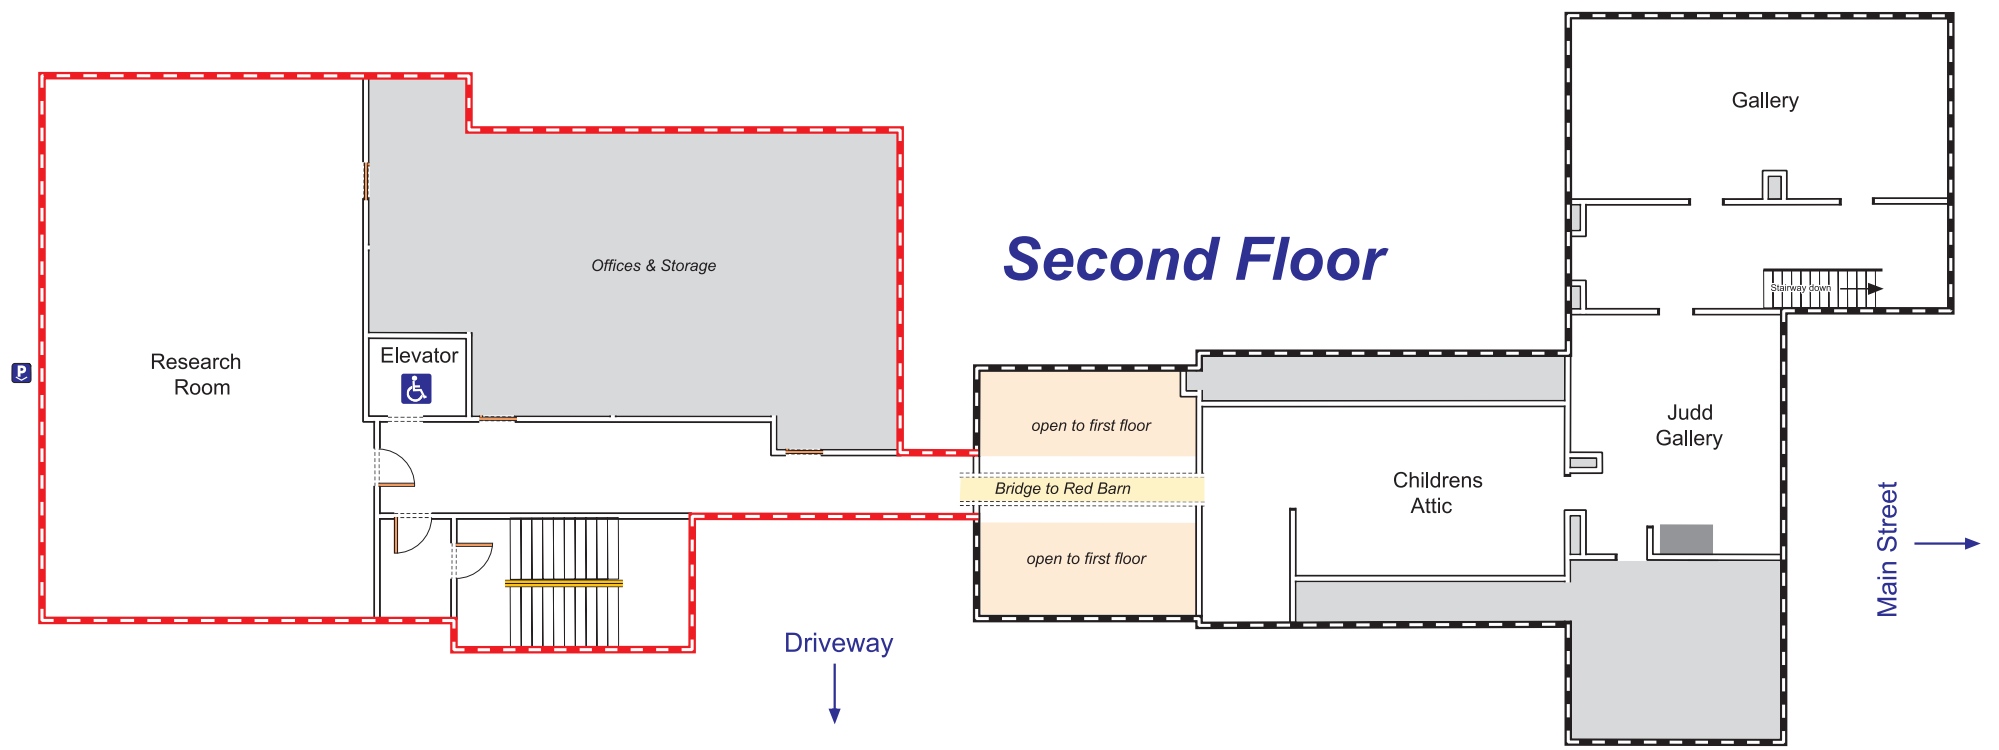 Gallery
Second Floor
Offices & Storage
Stairway down
Elevator
Research
Room
P
open to first floor
Judd
Gallery
Bridge to Red Barn
Childrens
Attic
open to first floor
Main Street
Driveway